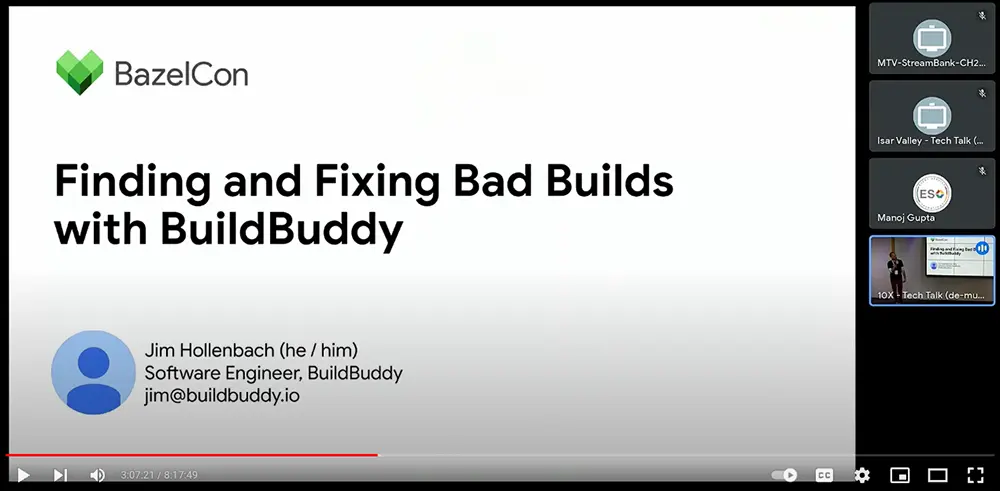 BazelCon
Finding and Fixing Bad Builds
with BuildBuddy
Jim Hollenbach (he / him)
Software Engineer, BuildBuddy
jim@buildbuddy.io
MTV-StreamBank-CH2...
Isar Valley - Tech Talk (...
ESO
Manoj Gupta
BazelCon
Finding and Fixing Bad Builds
with BuildBuddy
10X - Tech Talk (de-mu...
3:07:21 / 8:17:49
CC